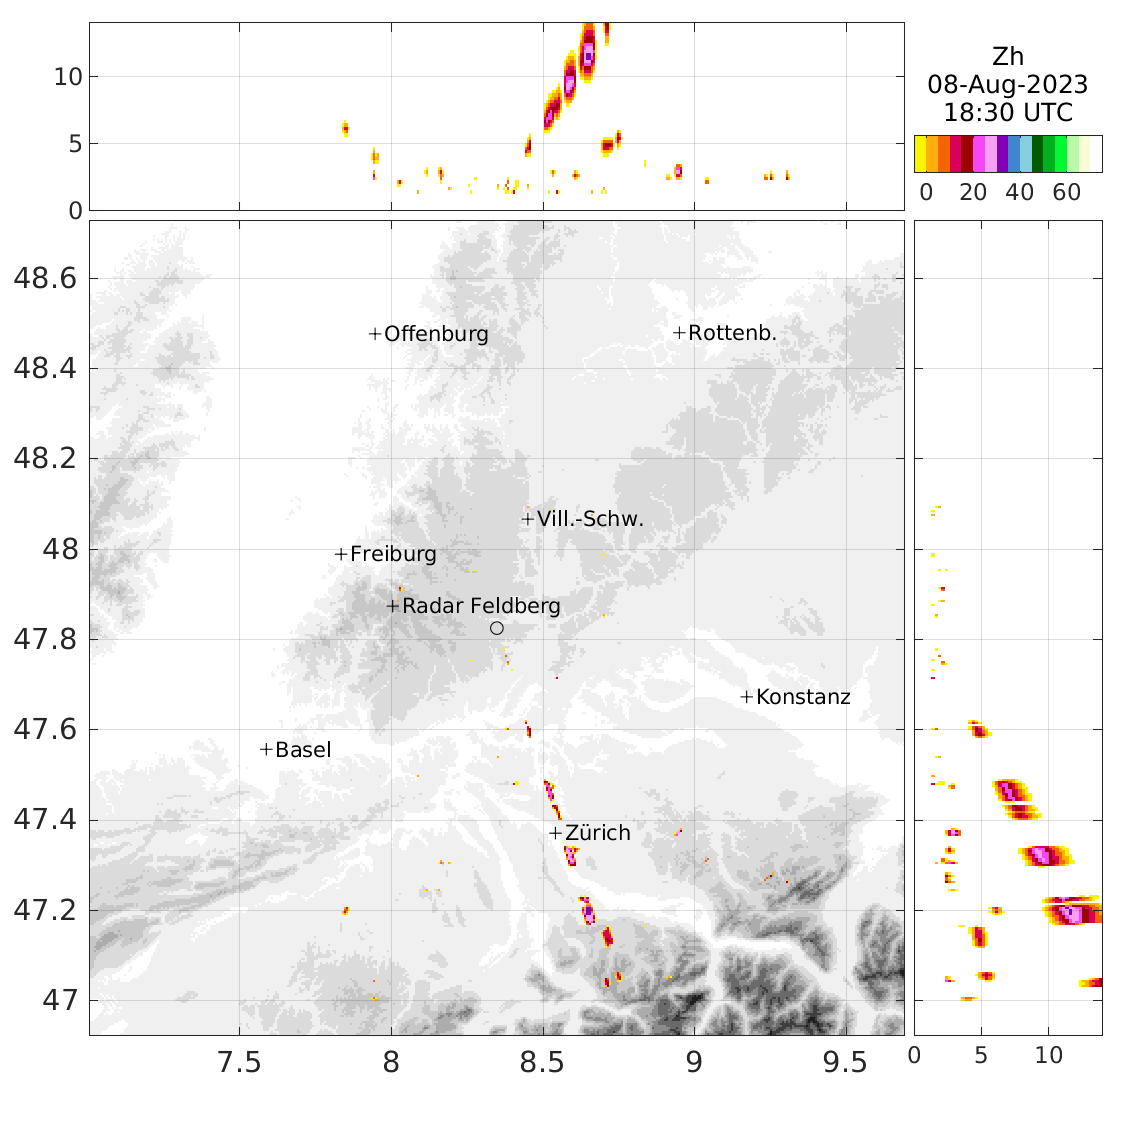 10
5
0
Zh
08-Aug-2023
18:30 UTC
0 20 40 60
48.6
48.4
48.2
48
47.8
47.6
47.4
47.2
47
Offenburg
Rottenb.
Vill.-Schw.
Freiburg
Radar Feldberg
Konstanz
Basel
Zürich
7.5 8 8.5 9 9.5
0 5 10